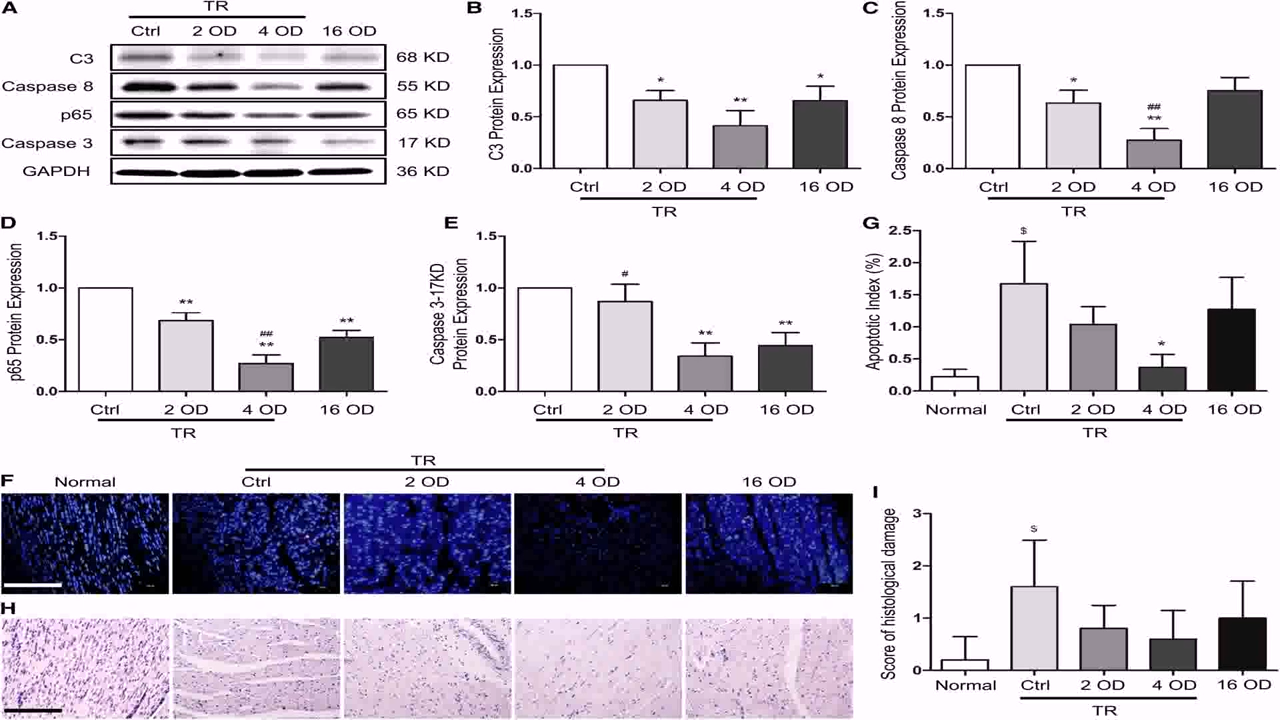 A
TR
Ctrl 2 OD 4 OD 16 OD
C3 68 KD
Caspase 8 55 KD
p65 65 KD
Caspase 3 17 KD
GAPDH 36 KD
B
C3 Protein Expression
1.5
1.0
0.5
0.0
*
**
*
Ctrl 2 OD 4 OD 16 OD
TR
C
Caspase 8 Protein Expression
1.5
1.0
0.5
0.0
*
##
**
Ctrl 2 OD 4 OD 16 OD
TR
D
p65 Protein Expression
1.5
1.0
0.5
0.0
**
##
**
**
Ctrl 2 OD 4 OD 16 OD
TR
E
Caspase 3-17KD
Protein Expression
1.5
1.0
0.5
0.0
#
**
**
Ctrl 2 OD 4 OD 16 OD
TR
G
Apoptotic Index (%)
2.5
2.0
1.5
1.0
0.5
0.0
$
*
Normal Ctrl 2 OD 4 OD 16 OD
TR
F
TR
Normal Ctrl 2 OD 4 OD 16 OD
H
I
Score of histological damage
3
2
1
0
$
Normal Ctrl 2 OD 4 OD 16 OD
TR